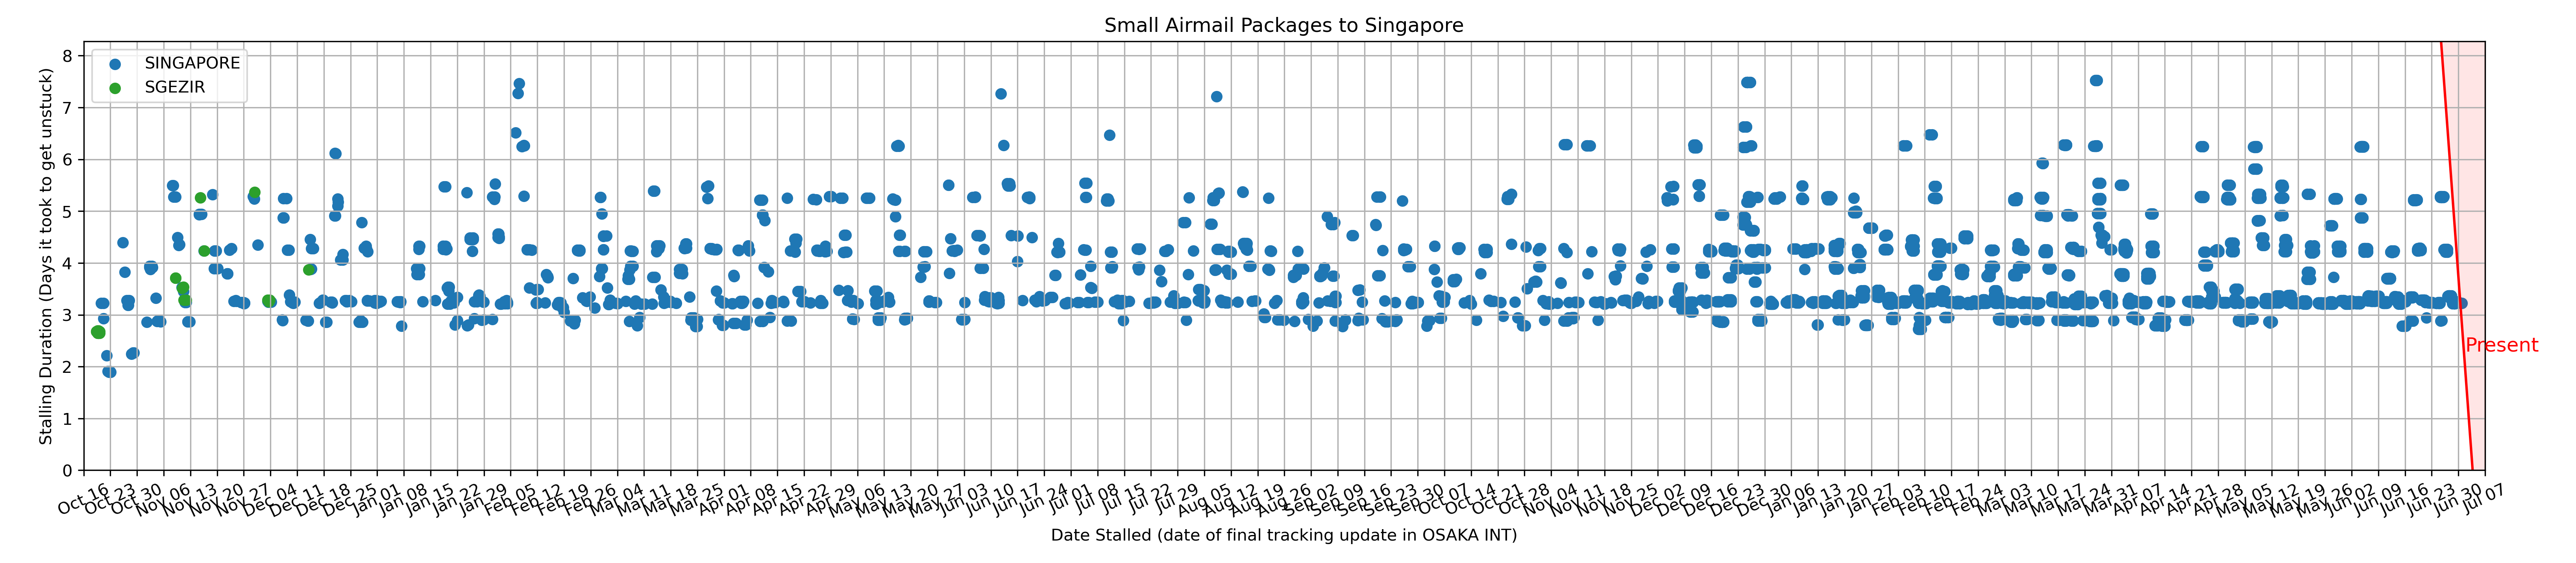 Small Airmail Packages to Singapore
SINGAPORE
SGEZIR
Stalling Duration (Days it took to get unstuck)
8
7
6
5
4
3
2
1
0
Present
Oct 16 Oct 23 Oct 30 Nov 06 Nov 13 Nov 20 Nov 27 Dec 04 Dec 11 Dec 18 Dec 25 Jan 01 Jan 08 Jan 15 Jan 22 Jan 29 Feb 05 Feb 12 Feb 19 Feb 26 Mar 04 Mar 11 Mar 18 Mar 25 Apr 01 Apr 08 Apr 15 Apr 22 Apr 29 May 06 May 13 May 20 May 27 Jun 03 Jun 10 Jun 17 Jun 24 Jul 01 Jul 08 Jul 15 Jul 22 Jul 29 Aug 05 Aug 12 Aug 19 Aug 26 Sep 02 Sep 09 Sep 16 Sep 23 Sep 30 Oct 07 Oct 14 Oct 21 Oct 28 Nov 04 Nov 11 Nov 18 Nov 25 Dec 02 Dec 09 Dec 16 Dec 23 Dec 30 Jan 06 Jan 13 Jan 20 Jan 27 Feb 03 Feb 10 Feb 17 Feb 24 Mar 03 Mar 10 Mar 17 Mar 24 Mar 31 Apr 07 Apr 14 Apr 21 Apr 28 May 05 May 12 May 19 May 26 Jun 02 Jun 09 Jun 16 Jun 23 Jun 30 Jul 07
Date Stalled (date of final tracking update in OSAKA INT)